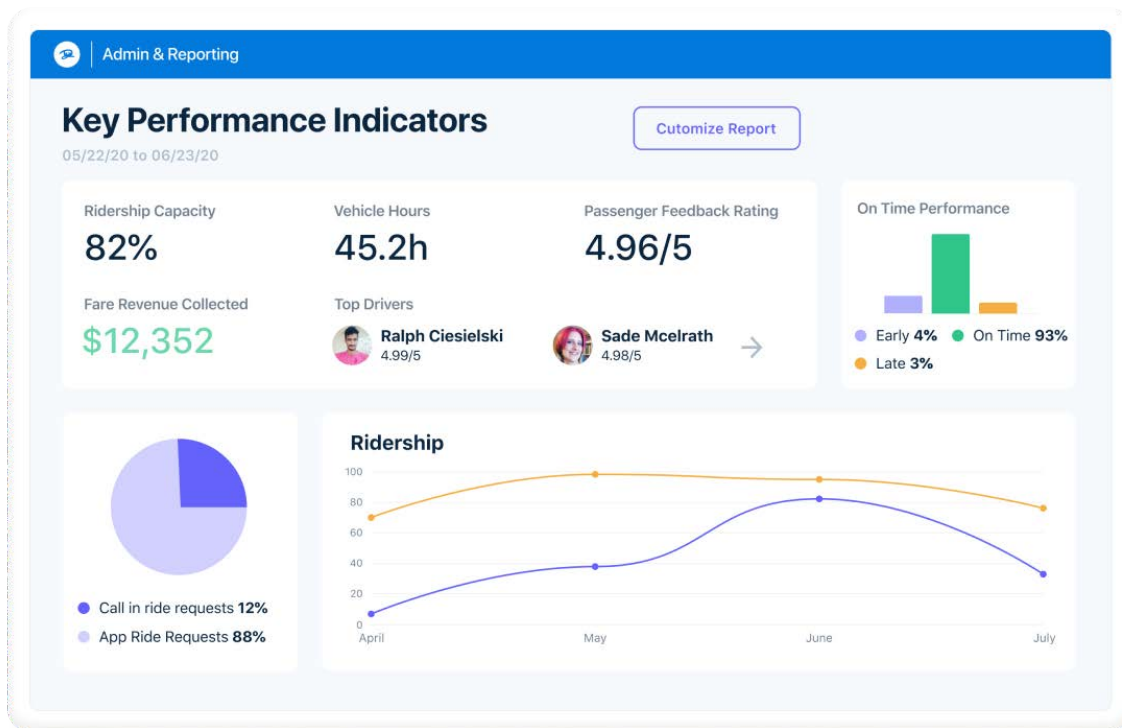 Admin & Reporting
Key Performance Indicators
Cutomize Report
05/22/20 to 06/23/20
Ridership Capacity
82%
Vehicle Hours
45.2h
Passenger Feedback Rating
4.96/5
Fare Revenue Collected
$12,352
Top Drivers
Ralph Ciesielski
4.99/5
Sade Mcelrath
4.98/5
On Time Performance
Early 4%
On Time 93%
Late 3%
Call in ride requests 12%
App Ride Requests 88%
Ridership
100
80
60
40
20
0
April
May
June
July